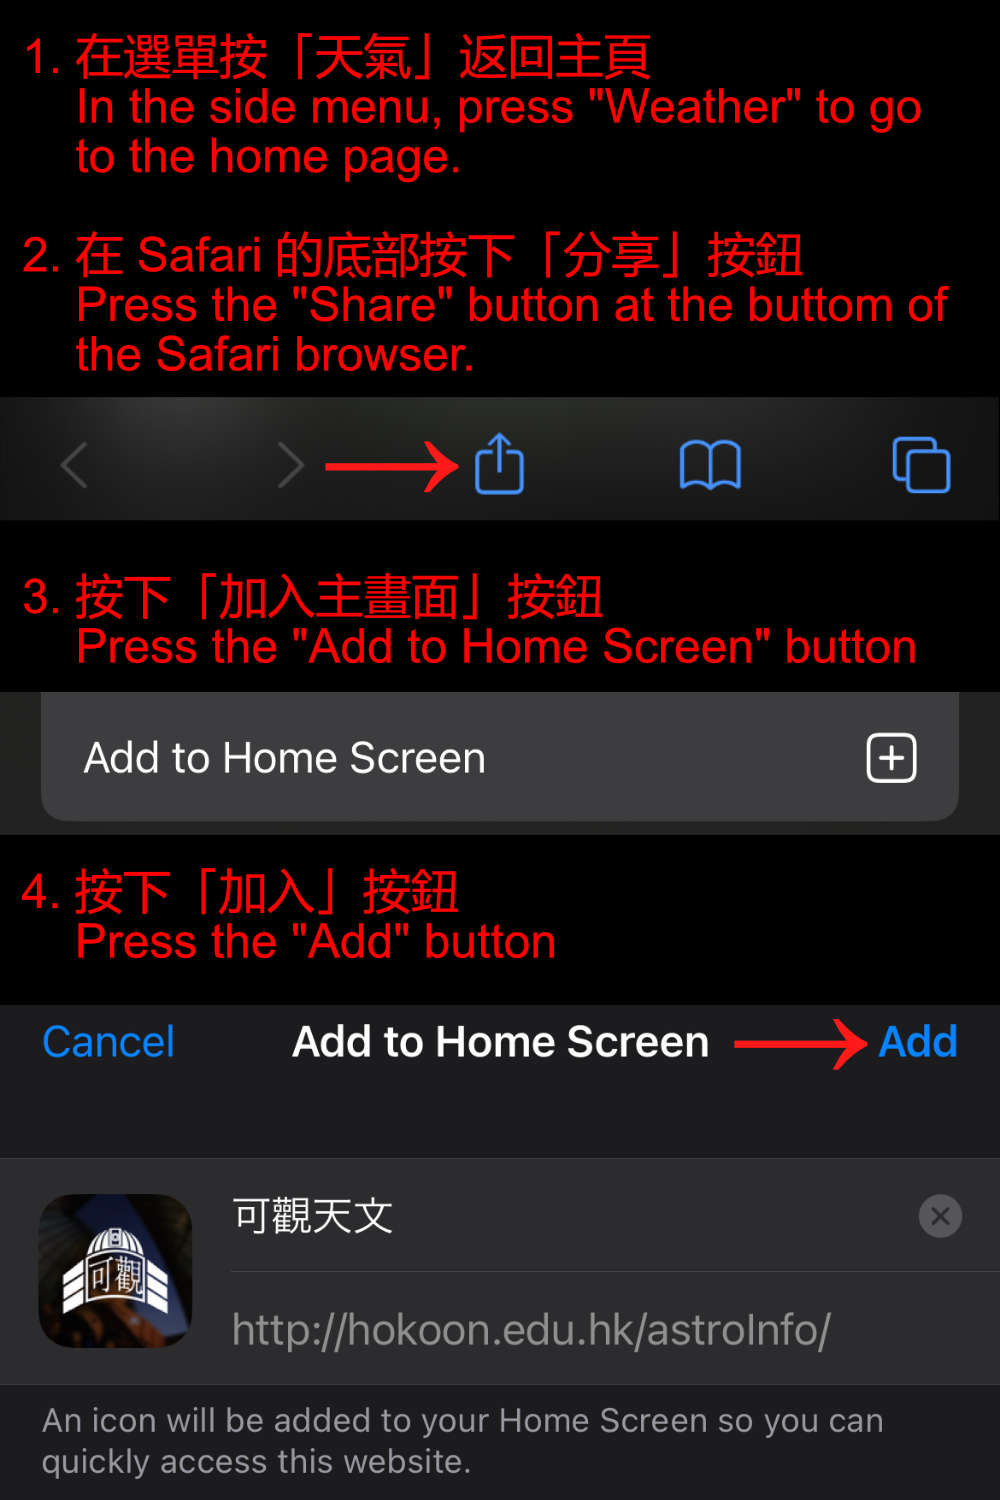 1. 在選單按「天氣」返回主頁
In the side menu, press "Weather" to go
to the home page.
2. 在 Safari 的底部按下「分享」按鈕
Press the "Share" button at the buttom of
the Safari browser.
3. 按下「加入主畫面」按鈕
Press the "Add to Home Screen" button
Add to Home Screen
4. 按下「加入」按鈕
Press the "Add" button
Cancel Add to Home Screen Add
可觀天文
可觀
http://hokoon.edu.hk/astroInfo/
An icon will be added to your Home Screen so you can
quickly access this website.